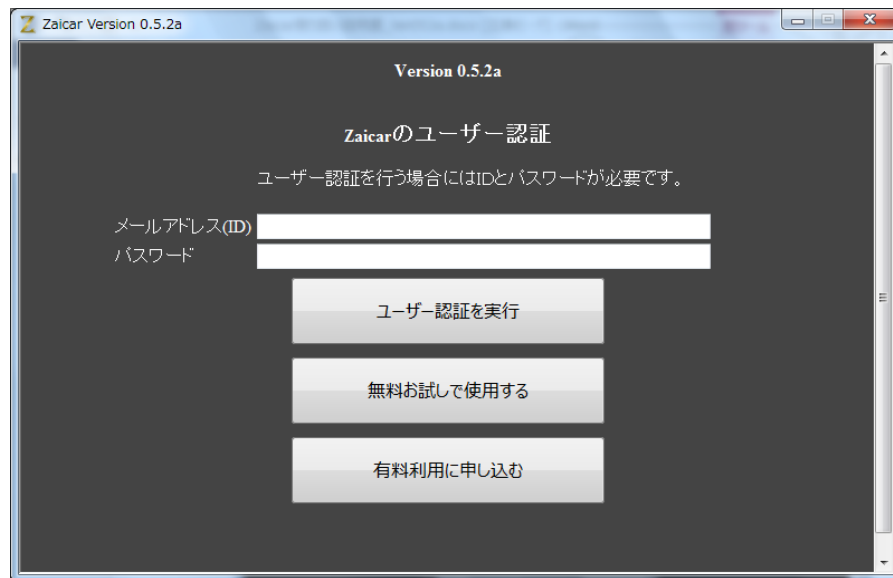 Zaicar Version 0.5.2a
Version 0.5.2a
Zaicarのユーザー認証
ユーザー認証を行う場合にはIDとパスワードが必要です。
メールアドレス(ID)
パスワード
ユーザー認証を実行
無料お試しで使用する
有料利用に申し込む